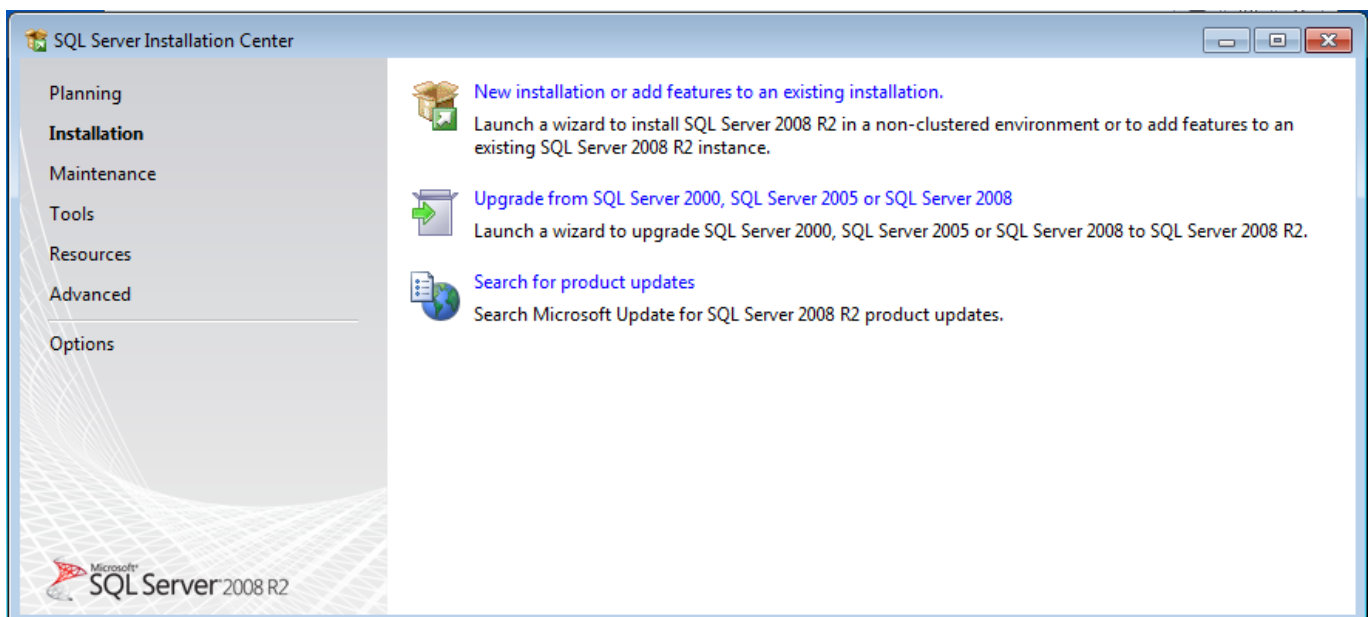 SQL Server Installation Center
Planning
Installation
Maintenance
Tools
Resources
Advanced
Options
Microsoft®
SQL Server® 2008 R2
New installation or add features to an existing installation.
Launch a wizard to install SQL Server 2008 R2 in a non-clustered environment or to add features to an
existing SQL Server 2008 R2 instance.
Upgrade from SQL Server 2000, SQL Server 2005 or SQL Server 2008
Launch a wizard to upgrade SQL Server 2000, SQL Server 2005 or SQL Server 2008 to SQL Server 2008 R2.
Search for product updates
Search Microsoft Update for SQL Server 2008 R2 product updates.